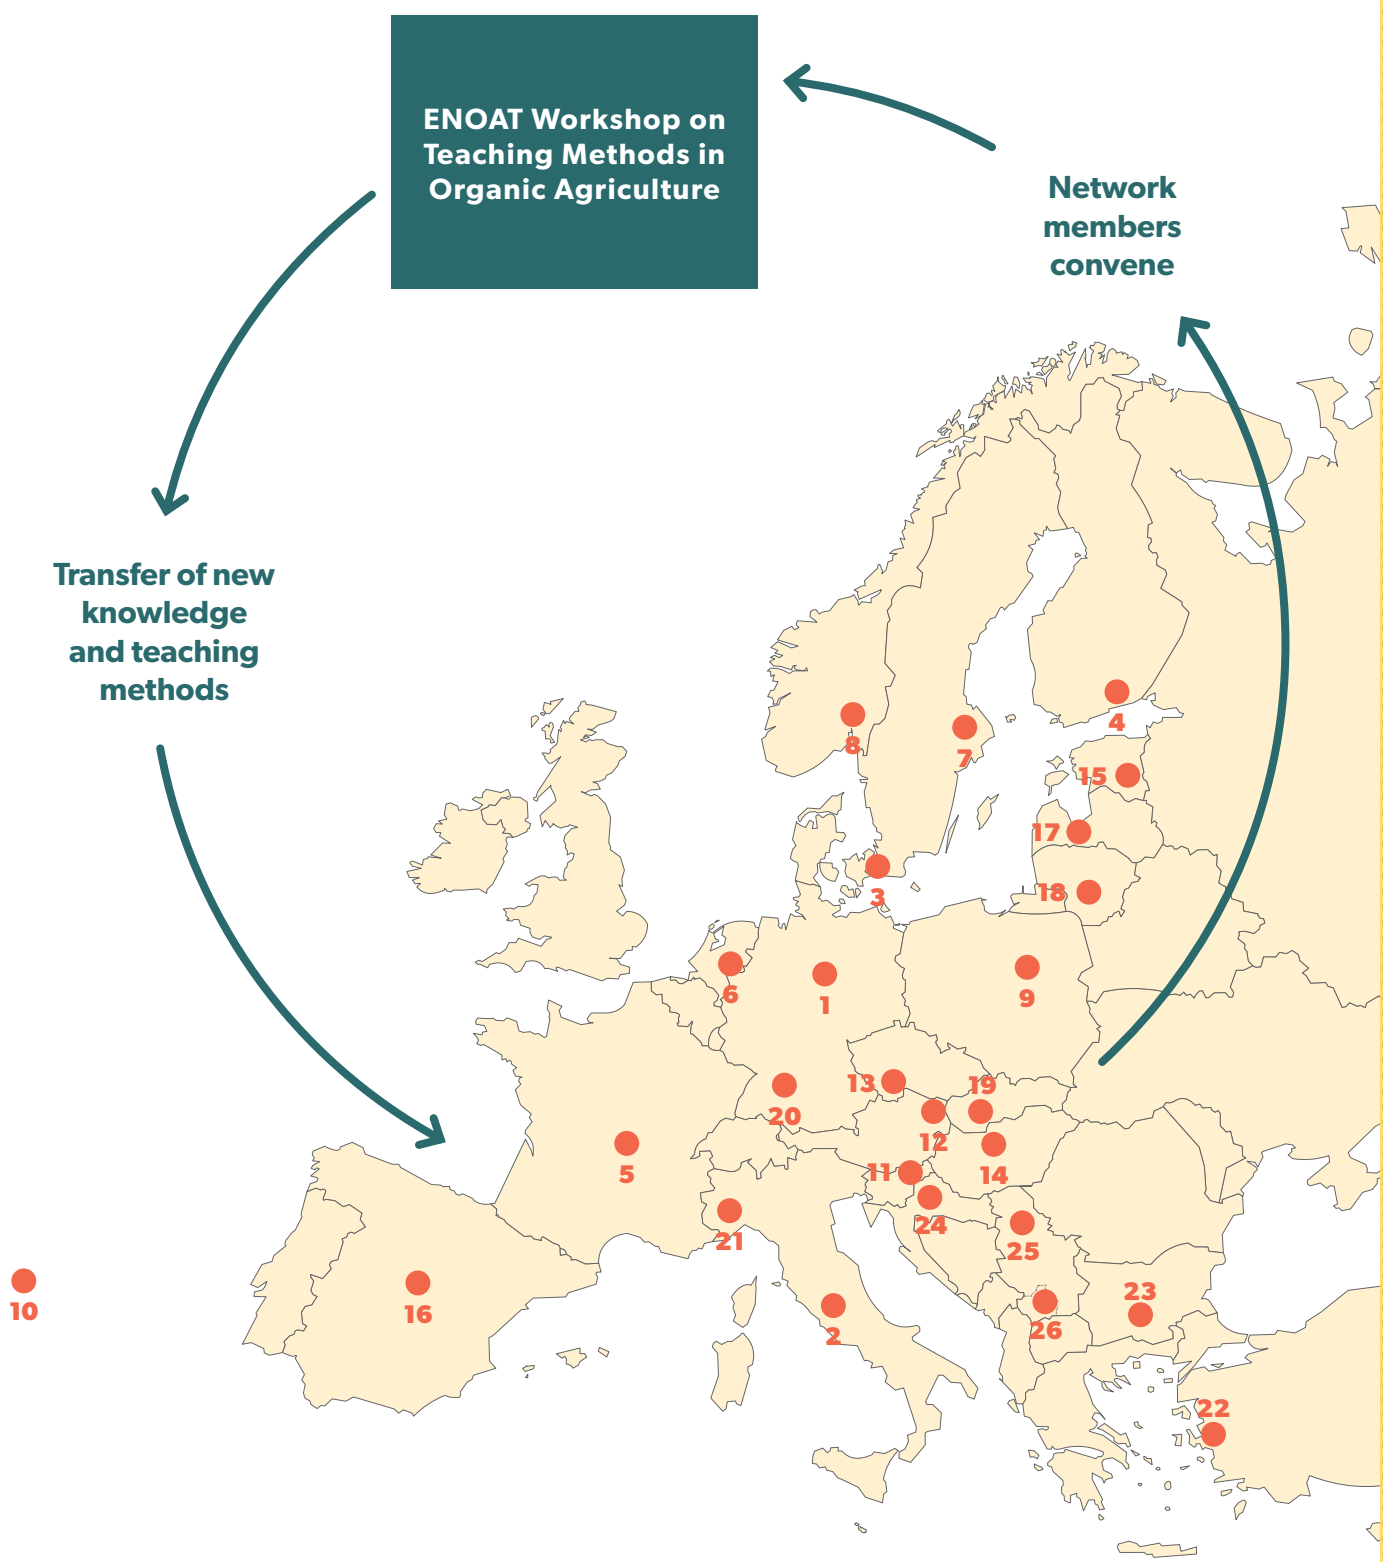 ENOAT Workshop on
Teaching Methods in
Organic Agriculture
Network
members
convene
Transfer of new
knowledge
and teaching
methods
4
8
7
15
17
18
3
6
1
9
13
19
20
12
5
11
14
24
21
25
10
16
23
26
2
22